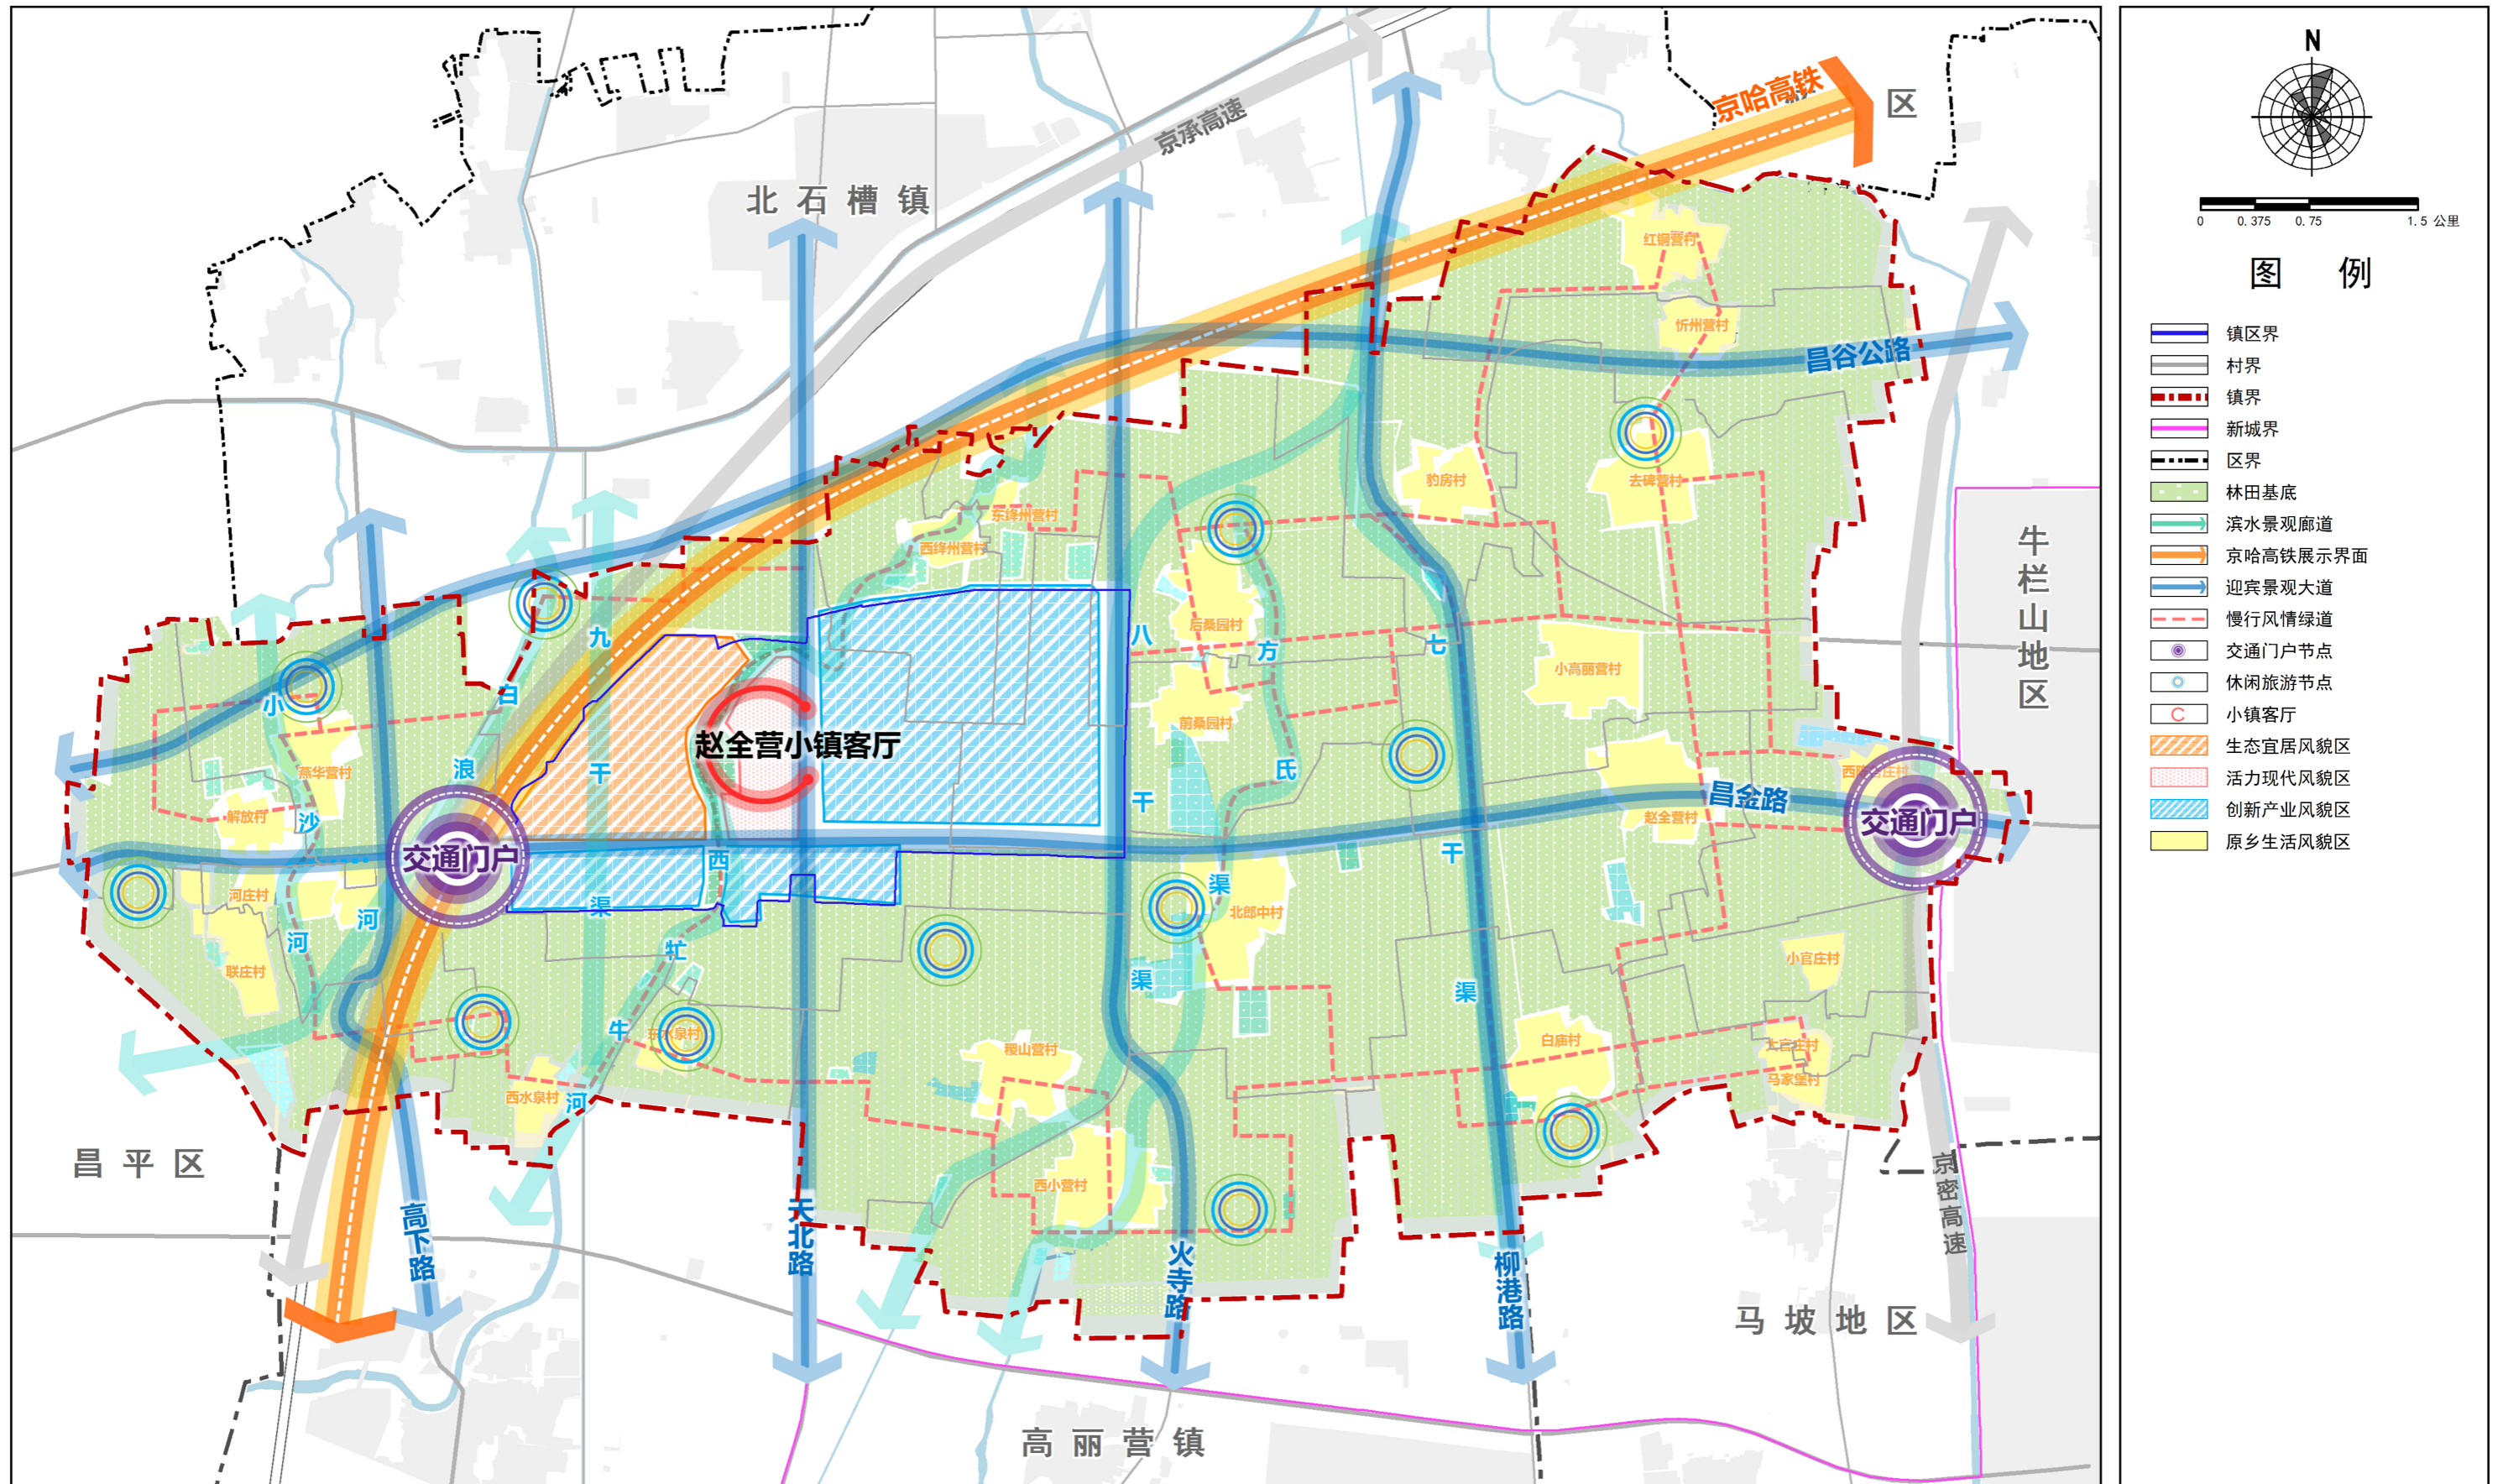 京哈高铁
区
京承高速
北石槽镇
红铜营村
忻州营村
昌谷公路
豹房村
去碑营村
东绛州营村
西绛州营村
牛栏山地区
后桑园村
前桑园村
小高丽营村
九干渠
八干渠
七干渠
方氏渠
白浪河
小沙河
西牤牛河
燕华营村
解放村
赵全营小镇客厅
昌金路
赵全营村
交通门户
交通门户
河庄村
联庄村
北郎中村
小官庄村
东水泉村
稷山营村
白庙村
马家堡村
西水泉村
西小营村
昌平区
高下路
天北路
火寺路
柳港路
京密高速
马坡地区
高丽营镇
N
0 0.375 0.75 1.5 公里
图 例
镇区界
村界
镇界
新城界
区界
林田基底
滨水景观廊道
京哈高铁展示界面
迎宾景观大道
慢行风情绿道
交通门户节点
休闲旅游节点
小镇客厅
生态宜居风貌区
活力现代风貌区
创新产业风貌区
原乡生活风貌区